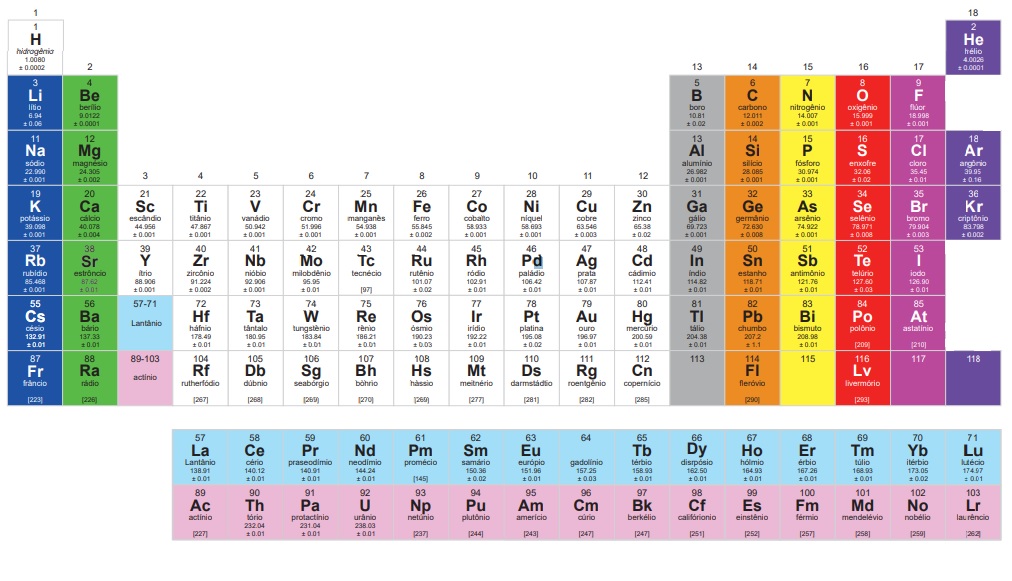 1 18
1 2
H He
hidrogênio hélio
1.0080 4.0026
± 0.0002 ± 0.0001
2 13 14 15 16 17
3 4 5 6 7 8 9
Li Be B C N O F
lítio berílio boro carbono nitrogênio oxigênio flúor
6.94 9.0122 10.81 12.011 14.007 15.999 18.998
± 0.06 ± 0.0001 ± 0.02 ± 0.002 ± 0.001 ± 0.001 ± 0.001
11 12 13 14 15 16 17 18
Na Mg Al Si P S Cl Ar
sódio magnésio alumínio silício fósforo enxofre cloro argônio
22.990 24.305 26.982 28.085 30.974 32.06 35.45 39.95
± 0.001 ± 0.002 ± 0.001 ± 0.001 ± 0.001 ± 0.02 ± 0.01 ± 0.16
3 4 5 6 7 8 9 10 11 12
19 20 21 22 23 24 25 26 27 28 29 30 31 32 33 34 35 36
K Ca Sc Ti V Cr Mn Fe Co Ni Cu Zn Ga Ge As Se Br Kr
potássio cálcio escândio titânio vanádio cromo manganês ferro cobalto níquel cobre zinco gálio germânio arsênio selênio bromo criptônio
39.098 40.078 44.956 47.867 50.942 51.996 54.938 55.845 58.933 58.693 63.546 65.38 69.723 72.630 74.922 78.971 79.904 83.798
± 0.001 ± 0.004 ± 0.001 ± 0.001 ± 0.001 ± 0.001 ± 0.001 ± 0.002 ± 0.001 ± 0.001 ± 0.003 ± 0.02 ± 0.001 ± 0.008 ± 0.001 ± 0.008 ± 0.003 ± 0.002
37 38 39 40 41 42 43 44 45 46 47 48 49 50 51 52 53
Rb Sr Y Zr Nb Mo Tc Ru Rh Pd Ag Cd In Sn Sb Te I
rubídio estrôncio ítrio zircônio nióbio milobdênio tecnécio rutênio ródio paládio prata cádimio índio estanho antimônio telúrio iodo
85.468 87.62 88.906 91.224 92.906 95.95 101.07 102.91 106.42 107.87 112.41 114.82 118.71 121.76 127.60 126.90
± 0.001 ± 0.01 ± 0.001 ± 0.002 ± 0.001 ± 0.01 [97] ± 0.02 ± 0.01 ± 0.01 ± 0.01 ± 0.01 ± 0.01 ± 0.01 ± 0.01 ± 0.03 ± 0.01
55 56 57-71 72 73 74 75 76 77 78 79 80 81 82 83 84 85
Cs Ba Hf Ta W Re Os Ir Pt Au Hg Tl Pb Bi Po At
césio bário Lantânio háfnio tântalo tungstênio rênio ósmio irídio platina ouro mercúrio tálio chumbo bismuto polônio astatínio
132.91 137.33 178.49 180.95 183.84 186.21 190.23 192.22 195.08 196.97 200.59 204.38 207.2 208.98
± 0.01 ± 0.01 ± 0.01 ± 0.01 ± 0.01 ± 0.01 ± 0.03 ± 0.01 ± 0.02 ± 0.01 ± 0.01 ± 0.01 ± 1.1 ± 0.01 [209] [210]
87 88 89-103 104 105 106 107 108 109 110 111 112 113 114 115 116 117 118
Fr Ra Rf Db Sg Bh Hs Mt Ds Rg Cn Fl Lv
frâncio rádio actínio rutherfódio dúbnio seabórgio bóhrio hássio meitnério darmstádtio roentgênio copernício fleróvio livermório
[223] [226] [267] [268] [269] [270] [269] [277] [281] [282] [285] [290] [293]
57 58 59 60 61 62 63 64 65 66 67 68 69 70 71
La Ce Pr Nd Pm Sm Eu Tb Dy Ho Er Tm Yb Lu
Lantânio cério praseodímio neodímio promécio samário európio gadolínio térbio disrpósio hólmio érbio túlio itérbio lutécio
138.91 140.12 140.91 144.24 150.36 151.96 157.25 158.93 162.50 164.93 167.26 168.93 173.05 174.97
± 0.01 ± 0.01 ± 0.01 ± 0.01 [145] ± 0.02 ± 0.01 ± 0.03 ± 0.01 ± 0.01 ± 0.01 ± 0.01 ± 0.01 ± 0.02 ± 0.01
89 90 91 92 93 94 95 96 97 98 99 100 101 102 103
Ac Th Pa U Np Pu Am Cm Bk Cf Es Fm Md No Lr
actínio tório protactínio urânio netúnio plutônio amerício cúrio berkélio califórionio einstênio férmio mendelévio nobélio laurêncio
232.04 231.04 238.03
[227] ± 0.01 ± 0.01 ± 0.01 [237] [244] [243] [247] [247] [251] [252] [257] [258] [259] [262]